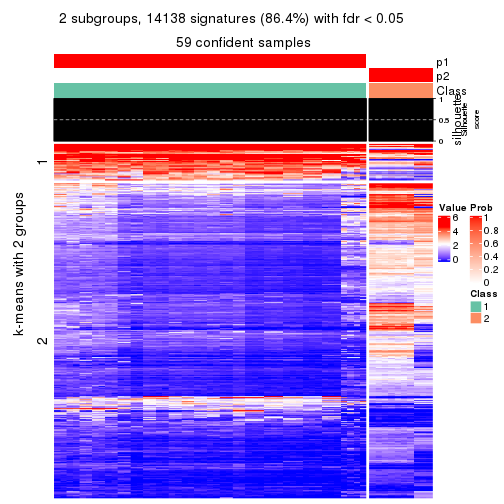 2 subgroups, 14138 signatures (86.4%) with fdr < 0.05
59 confident samples
p1
p2
Class
1
0.5
0
silhouette
Silhouette
score
k-means with 2 groups
1
2
Value
6
4
2
0
Prob
1
0.8
0.6
0.4
0.2
0
Class
1
2